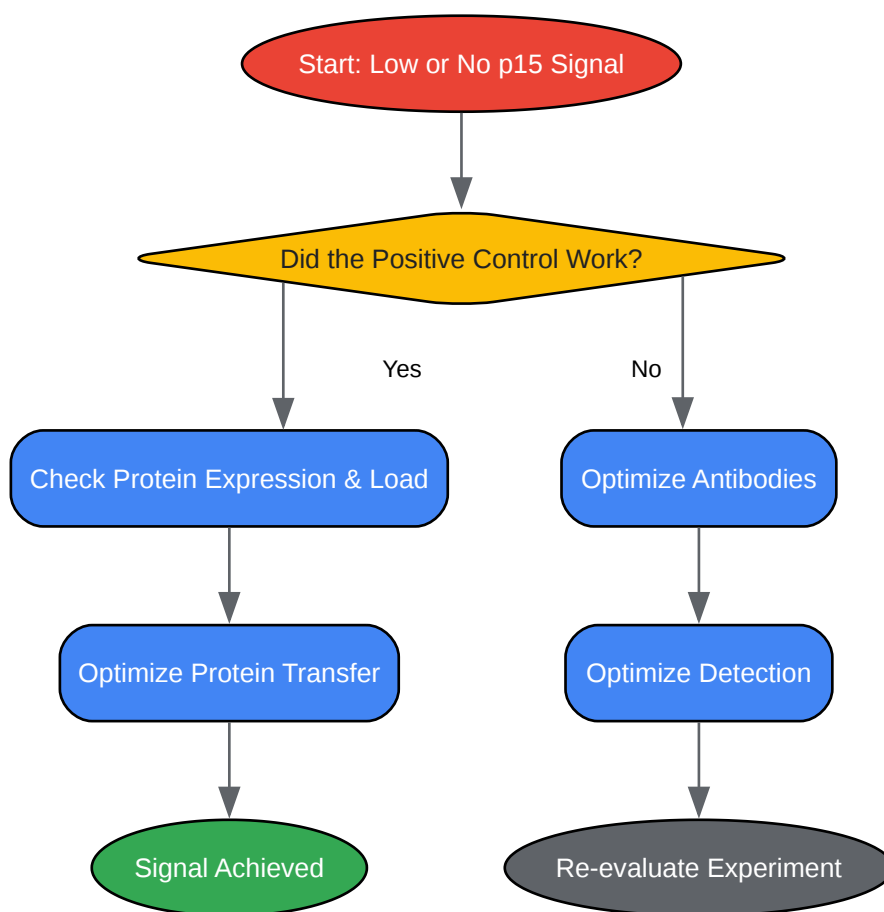 Start: Low or No p15 Signal
Did the Positive Control Work?
Yes
No
Check Protein Expression & Load
Optimize Antibodies
Optimize Protein Transfer
Optimize Detection
Signal Achieved
Re-evaluate Experiment